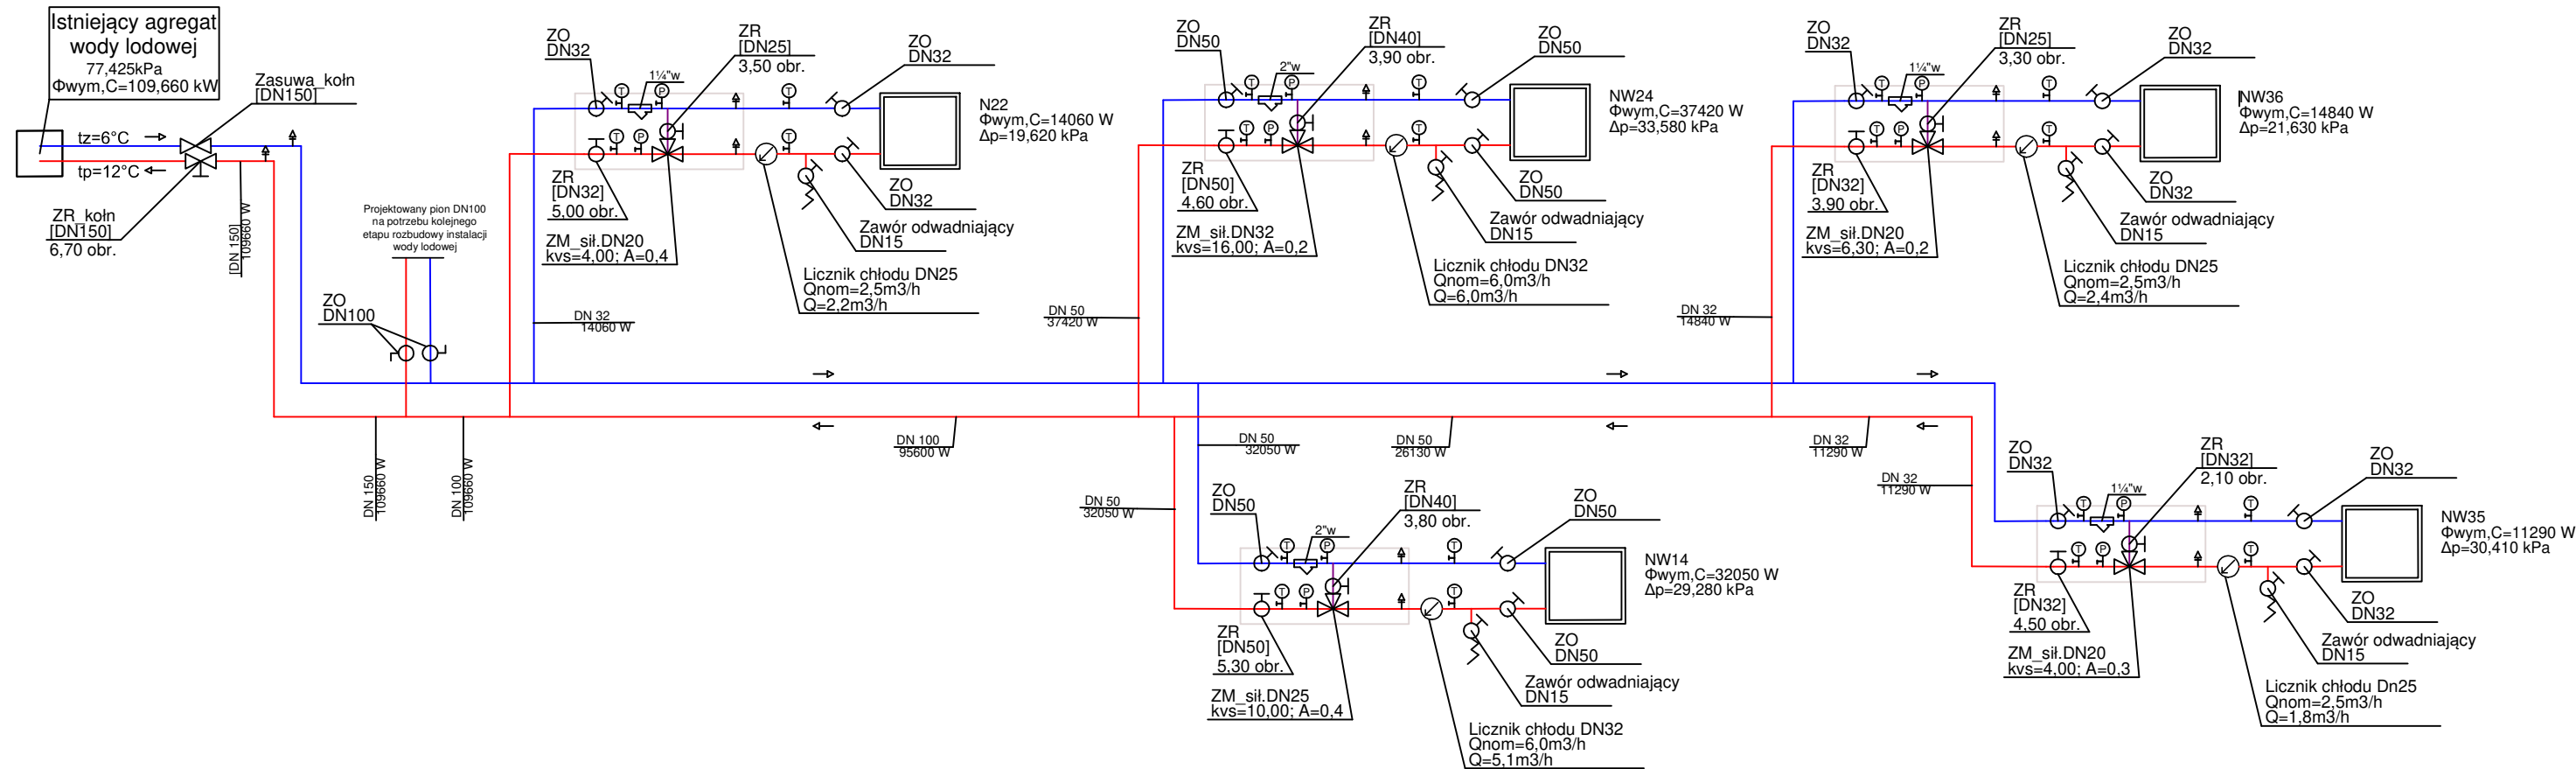 Istniejący agregat
wody lodowej
77,425kPa
Φwym,C=109,660 kW
Zasuwa_kołn
[DN150]
tz=6°C
tp=12°C
ZR_kołn
[DN150]
6,70 obr.
[DN 150]
109660 W
Projektowany pion DN100
na potrzebu kolejnego
etapu rozbudowy instalacji
wody lodowej
ZO
DN100
DN 150
109660 W
DN 100
109660 W
ZO
DN32
1¼"w
T
P
ZR
[DN25]
3,50 obr.
T
ZO
DN32
N22
Φwym,C=14060 W
Δp=19,620 kPa
T
P
T
ZR
[DN32]
5,00 obr.
ZM_sił.DN20
kvs=4,00; A=0,4
ZO
DN32
Zawór odwadniający
DN15
Licznik chłodu DN25
Qnom=2,5m3/h
Q=2,2m3/h
DN 32
14060 W
DN 100
95600 W
ZO
DN50
2"w
T
P
ZR
[DN40]
3,90 obr.
T
ZO
DN50
NW24
Φwym,C=37420 W
Δp=33,580 kPa
T
P
T
ZR
[DN50]
4,60 obr.
ZM_sił.DN32
kvs=16,00; A=0,2
ZO
DN50
Zawór odwadniający
DN15
Licznik chłodu DN32
Qnom=6,0m3/h
Q=6,0m3/h
DN 50
37420 W
DN 50
32050 W
DN 50
26130 W
DN 50
32050 W
ZO
DN50
2"w
T
P
ZR
[DN40]
3,80 obr.
T
ZO
DN50
NW14
Φwym,C=32050 W
Δp=29,280 kPa
T
P
T
ZR
[DN50]
5,30 obr.
ZM_sił.DN25
kvs=10,00; A=0,4
ZO
DN50
Zawór odwadniający
DN15
Licznik chłodu DN32
Qnom=6,0m3/h
Q=5,1m3/h
ZO
DN32
1¼"w
T
P
ZR
[DN25]
3,30 obr.
T
ZO
DN32
NW36
Φwym,C=14840 W
Δp=21,630 kPa
T
P
T
ZR
[DN32]
3,90 obr.
ZM_sił.DN20
kvs=6,30; A=0,2
ZO
DN32
Zawór odwadniający
DN15
Licznik chłodu DN25
Qnom=2,5m3/h
Q=2,4m3/h
DN 32
14840 W
DN 32
11290 W
DN 32
11290 W
ZO
DN32
1¼"w
T
P
ZR
[DN32]
2,10 obr.
T
ZO
DN32
NW35
Φwym,C=11290 W
Δp=30,410 kPa
T
P
T
ZR
[DN32]
4,50 obr.
ZM_sił.DN20
kvs=4,00; A=0,3
ZO
DN32
Zawór odwadniający
DN15
Licznik chłodu Dn25
Qnom=2,5m3/h
Q=1,8m3/h